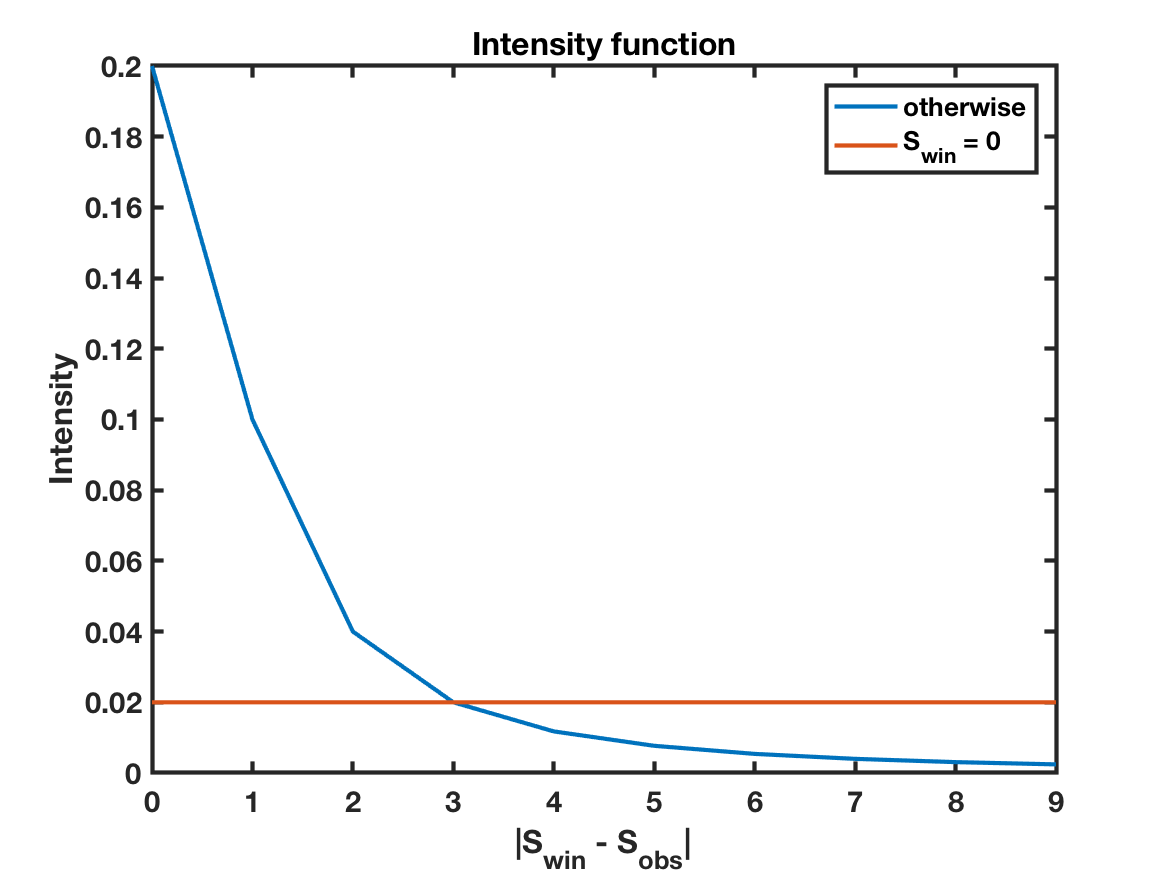 Intensity function
otherwise
S_win = 0
0.2
0.18
0.16
0.14
0.12
0.1
0.08
0.06
0.04
0.02
0
Intensity
0 1 2 3 4 5 6 7 8 9
|S_win - S_obs|